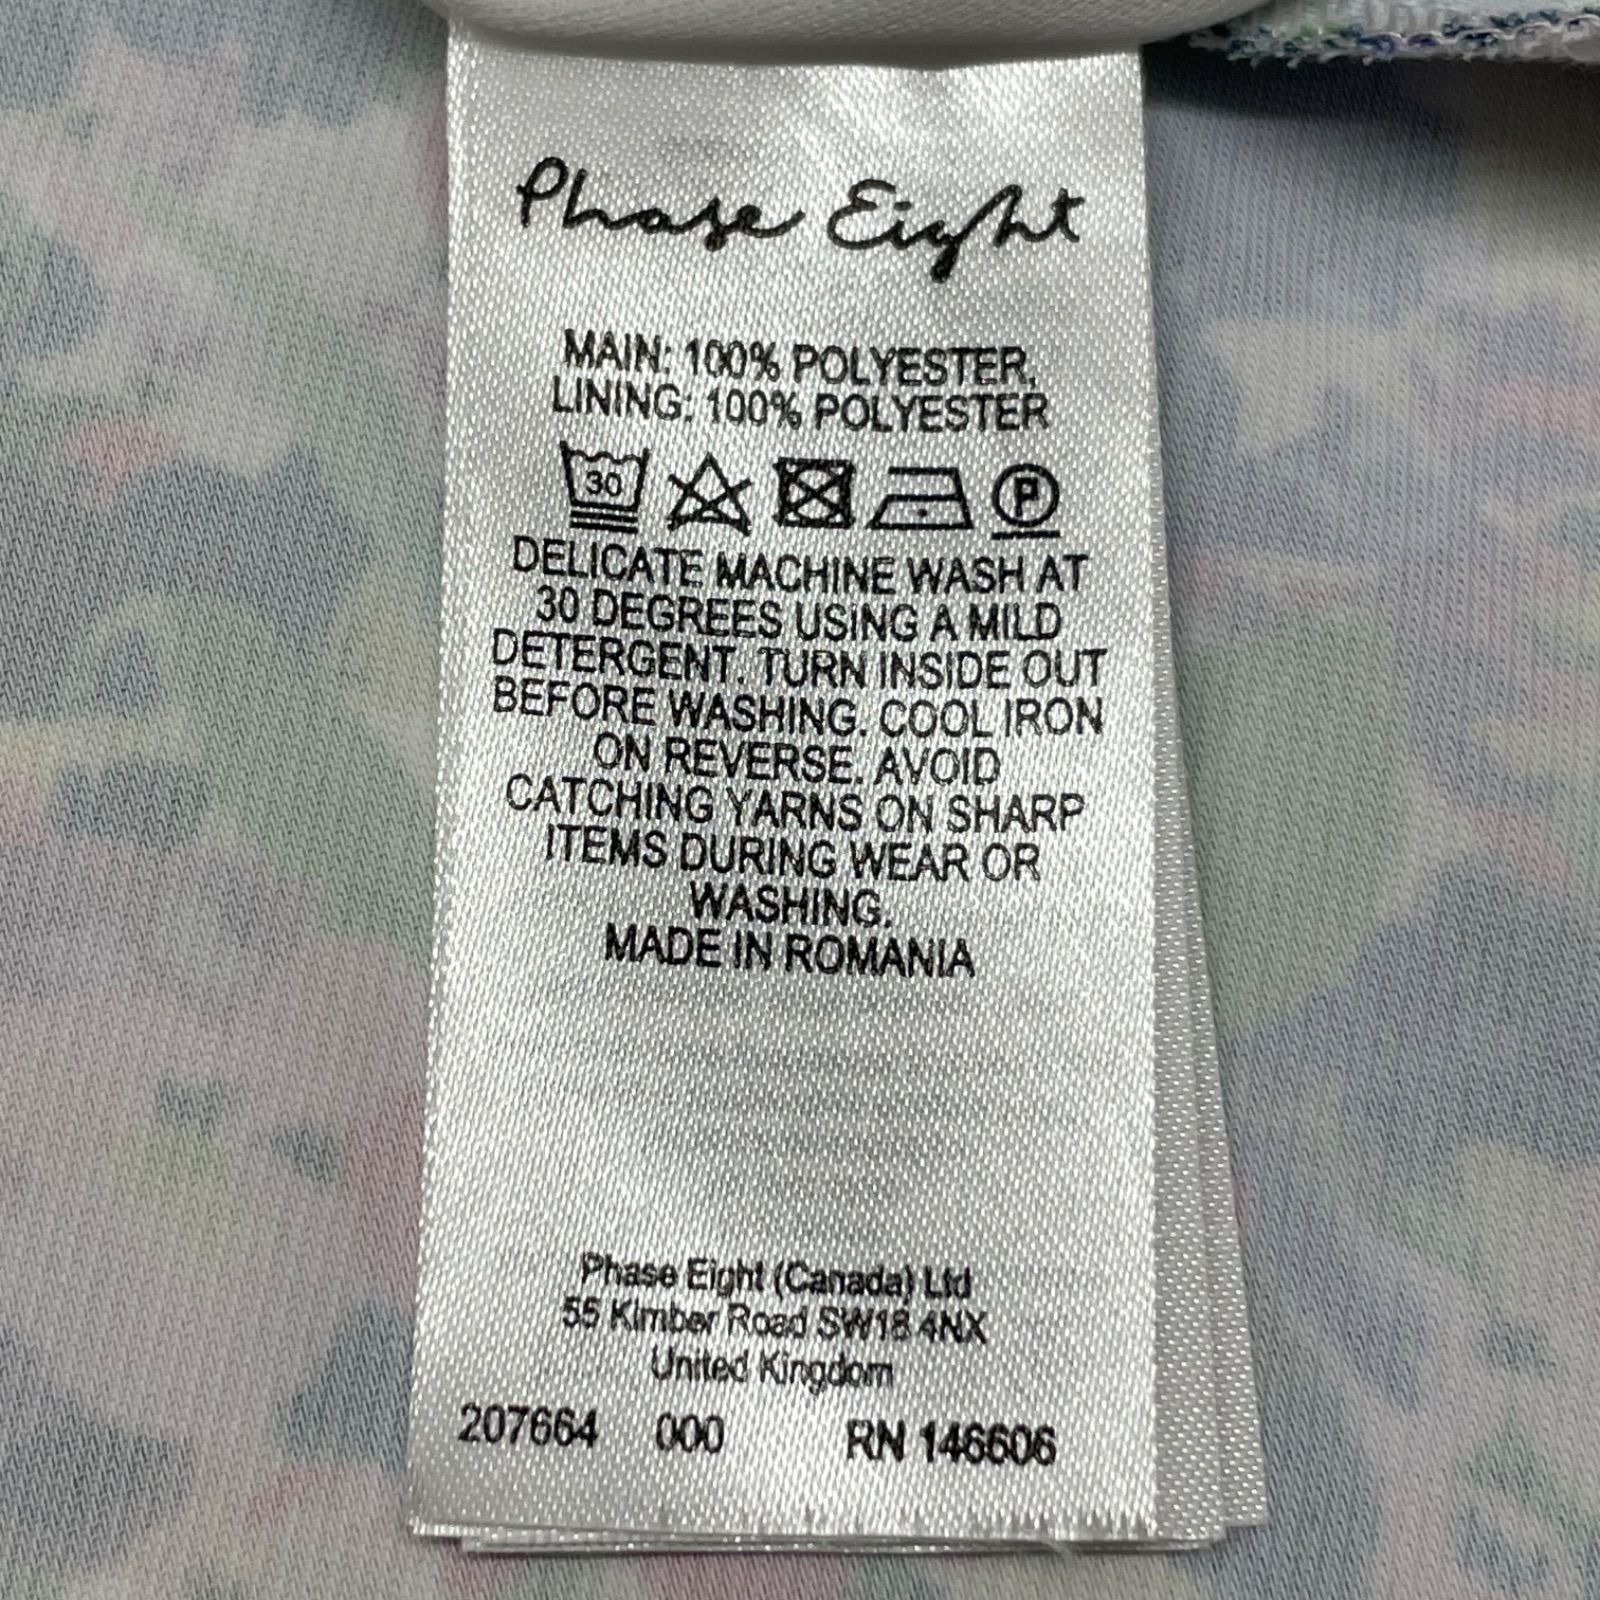 Phase Eight
MAIN: 100% POLYESTER,
LINING: 100% POLYESTER
30 P
DELICATE MACHINE WASH AT
30 DEGREES USING A MILD
DETERGENT. TURN INSIDE OUT
BEFORE WASHING. COOL IRON
ON REVERSE. AVOID
CATCHING YARNS ON SHARP
ITEMS DURING WEAR OR
WASHING.
MADE IN ROMANIA
Phase Eight (Canada) Ltd
55 Kimber Road SW18 4NX
United Kingdom
207664 000 RN 146606